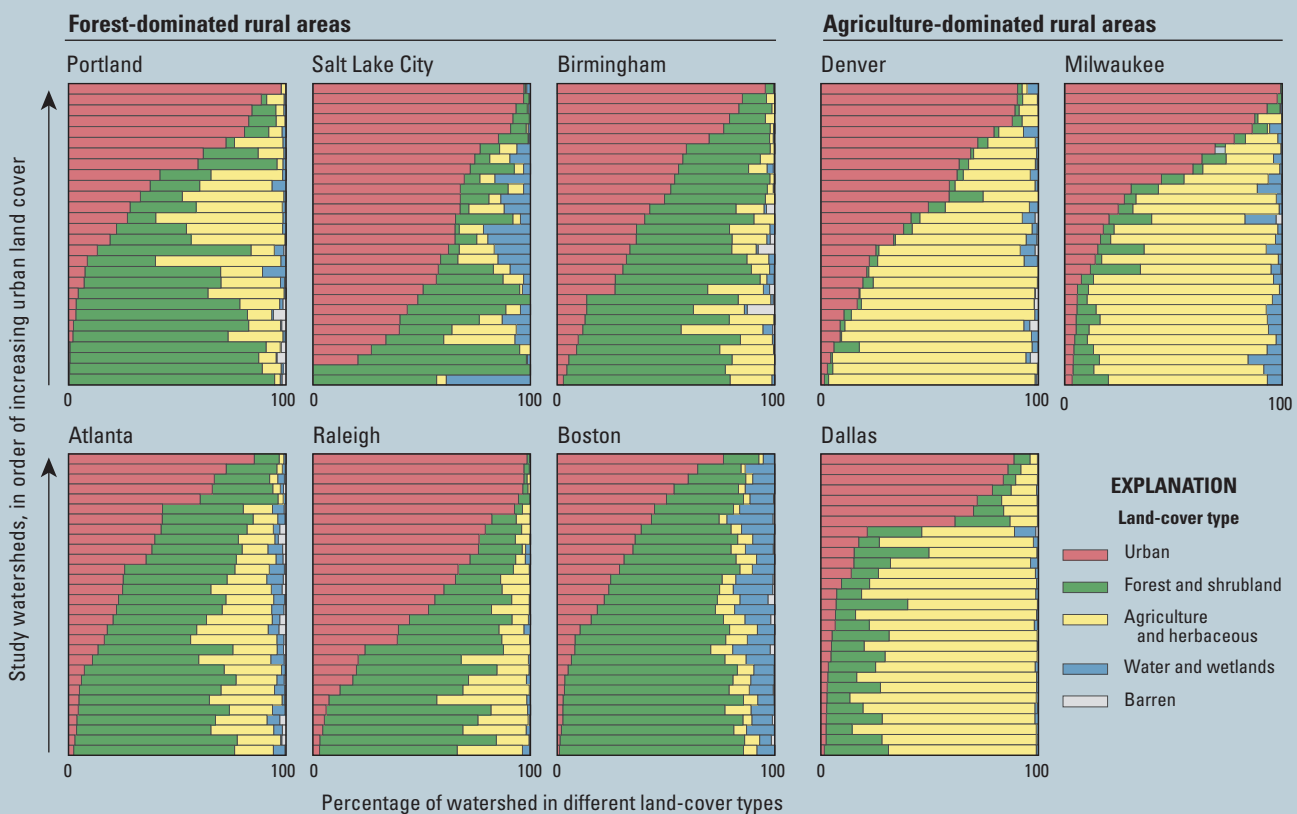 Forest-dominated rural areas
Agriculture-dominated rural areas
Portland
Salt Lake City
Birmingham
Denver
Milwaukee
0 100
0 100
0 100
0 100
0 100
Atlanta
Raleigh
Boston
Dallas
0 100
0 100
0 100
0 100
Study watersheds, in order of increasing urban land cover
Percentage of watershed in different land-cover types
EXPLANATION
Land-cover type
Urban
Forest and shrubland
Agriculture
and herbaceous
Water and wetlands
Barren